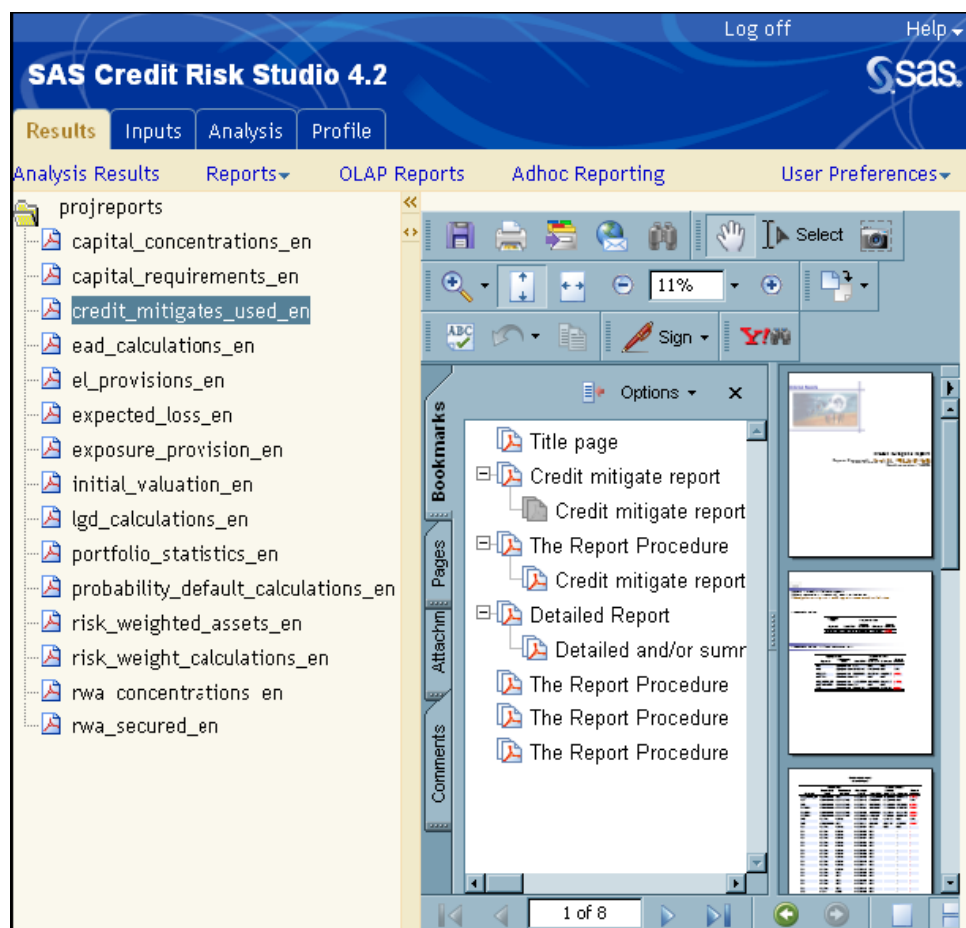 Log off Help
SAS Credit Risk Studio 4.2 sas.
Results Inputs Analysis Profile
Analysis Results Reports OLAP Reports Adhoc Reporting User Preferences
projreports
capital_concentrations_en
capital_requirements_en
credit_mitigates_used_en
ead_calculations_en
el_provisions_en
expected_loss_en
exposure_provision_en
initial_valuation_en
lgd_calculations_en
portfolio_statistics_en
probability_default_calculations_en
risk_weighted_assets_en
risk_weight_calculations_en
rwa_concentrations_en
rwa_secured_en
Select
11%
ABC Sign Y!
Options x
Bookmarks
Pages
Attachm
Comments
Title page
Credit mitigate report
Credit mitigate report
The Report Procedure
Credit mitigate report
Detailed Report
Detailed and/or summ
The Report Procedure
The Report Procedure
The Report Procedure
1 of 8